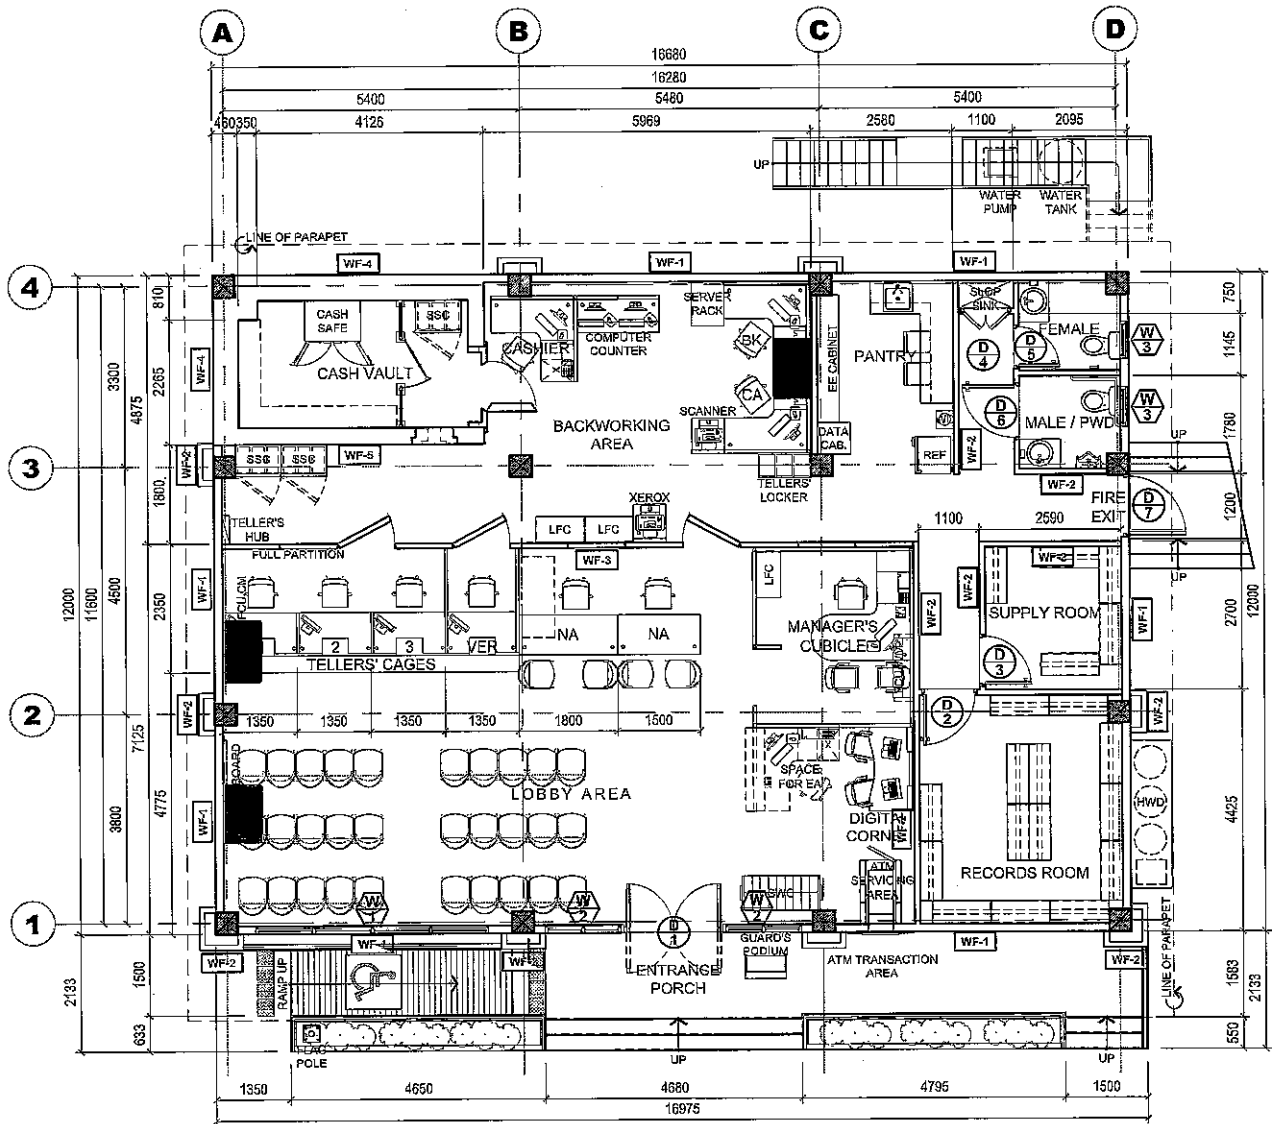 A
B
C
D
16680
16280
5400
5460
5400
460
350
4126
5969
2580
1100
2095
UP
WATER PUMP
WATER TANK
LINE OF PARAPET
WF-4
WF-1
WF-1
4
810
750
CASH SAFE
SSC
SERVER RACK
SLOP SINK
CASHIER
COMPUTER COUNTER
BK
EE CABINET
PANTRY
FEMALE
D 4
D 5
W 3
1145
WF-4
CASH VAULT
3300
2265
4875
CA
SCANNER
BACKWORKING AREA
DATA CAB.
D 6
MALE / PWD
W 3
1780
UP
3
WF-2
SSC
SSC
WF-5
REF
WF-2
TELLERS' LOCKER
WF-2
FIRE EXIT
D 7
1200
1800
TELLER'S HUB
XEROX
LFC
LFC
1100
2590
FULL PARTITION
WF-3
UP
12000
11600
4500
2350
WF-1
FCU,CM
LFC
WF-2
WF-2
SUPPLY ROOM
WF-1
2700
12000
2
3
VER
NA
NA
MANAGER'S CUBICLE
D 3
TELLERS' CAGES
2
WF-2
1350
1350
1350
1350
1800
1500
D 2
WF-2
7125
BOARD
SPACE FOR EA
LOBBY AREA
3800
4775
WF-1
DIGITAL
HWD
4425
ATM SERVICING AREA
RECORDS ROOM
1
W 2
W 2
D 1
WF-1
GUARD'S PODIUM
WF-1
WF-2
WF-2
ATM TRANSACTION AREA
LINE OF PARAPET
2133
1500
RAMP UP
ENTRANCE PORCH
1583
2133
633
550
POLE
UP
UP
1350
4650
4680
4795
1500
16975